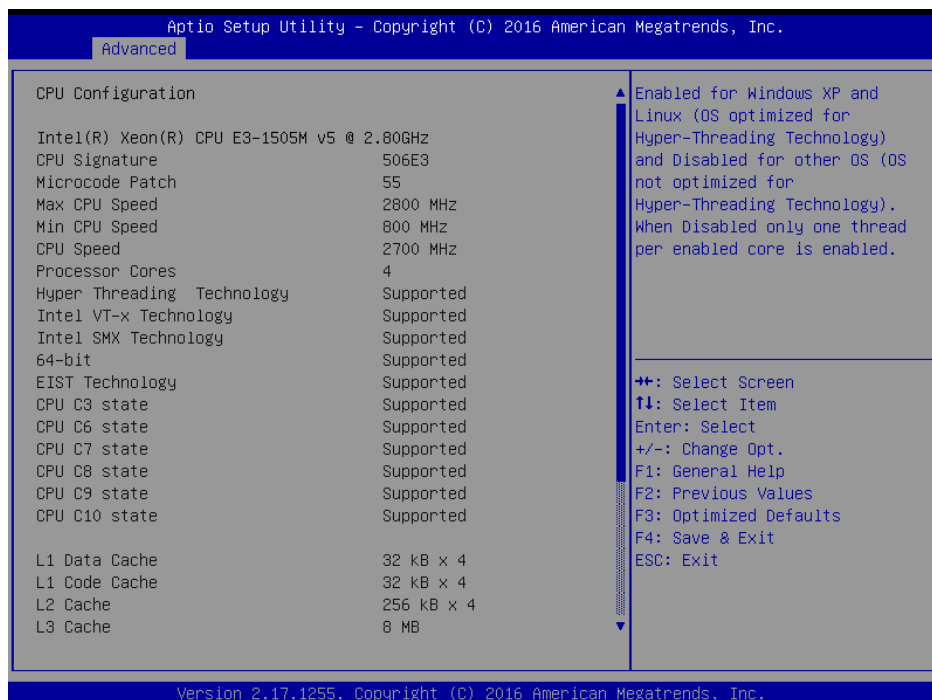 Aptio Setup Utility – Copyright (C) 2016 American Megatrends, Inc.
Advanced
CPU Configuration
Intel(R) Xeon(R) CPU E3-1505M v5 @ 2.80GHz
CPU Signature 506E3
Microcode Patch 55
Max CPU Speed 2800 MHz
Min CPU Speed 800 MHz
CPU Speed 2700 MHz
Processor Cores 4
Hyper Threading Technology Supported
Intel VT-x Technology Supported
Intel SMX Technology Supported
64-bit Supported
EIST Technology Supported
CPU C3 state Supported
CPU C6 state Supported
CPU C7 state Supported
CPU C8 state Supported
CPU C9 state Supported
CPU C10 state Supported
L1 Data Cache 32 kB x 4
L1 Code Cache 32 kB x 4
L2 Cache 256 kB x 4
L3 Cache 8 MB
Enabled for Windows XP and
Linux (OS optimized for
Hyper-Threading Technology)
and Disabled for other OS (OS
not optimized for
Hyper-Threading Technology).
When Disabled only one thread
per enabled core is enabled.
→←: Select Screen
↑↓: Select Item
Enter: Select
+/-: Change Opt.
F1: General Help
F2: Previous Values
F3: Optimized Defaults
F4: Save & Exit
ESC: Exit
Version 2.17.1255. Copyright (C) 2016 American Megatrends, Inc.